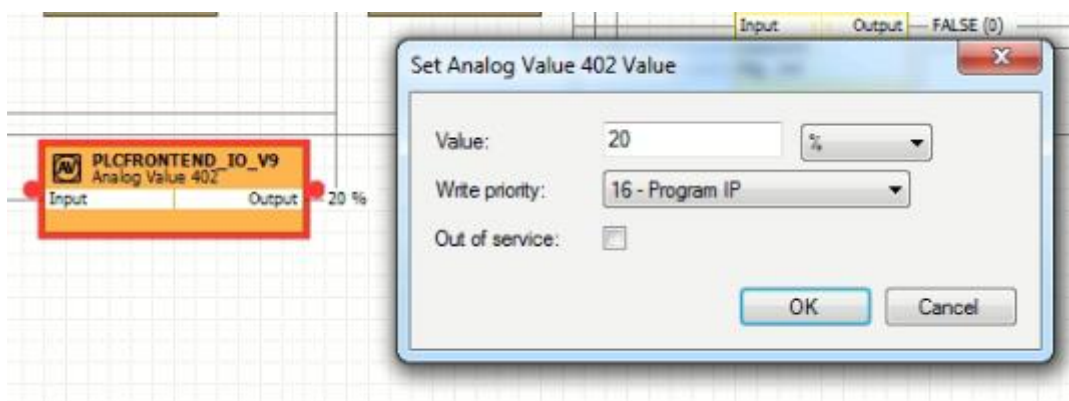 Input Output FALSE (0)
Set Analog Value 402 Value
Value: 20 %
Write priority: 16 - Program IP
Out of service:
OK Cancel
AV PLCFRONTEND_IO_V9
Analog Value 402
Input Output 20 %